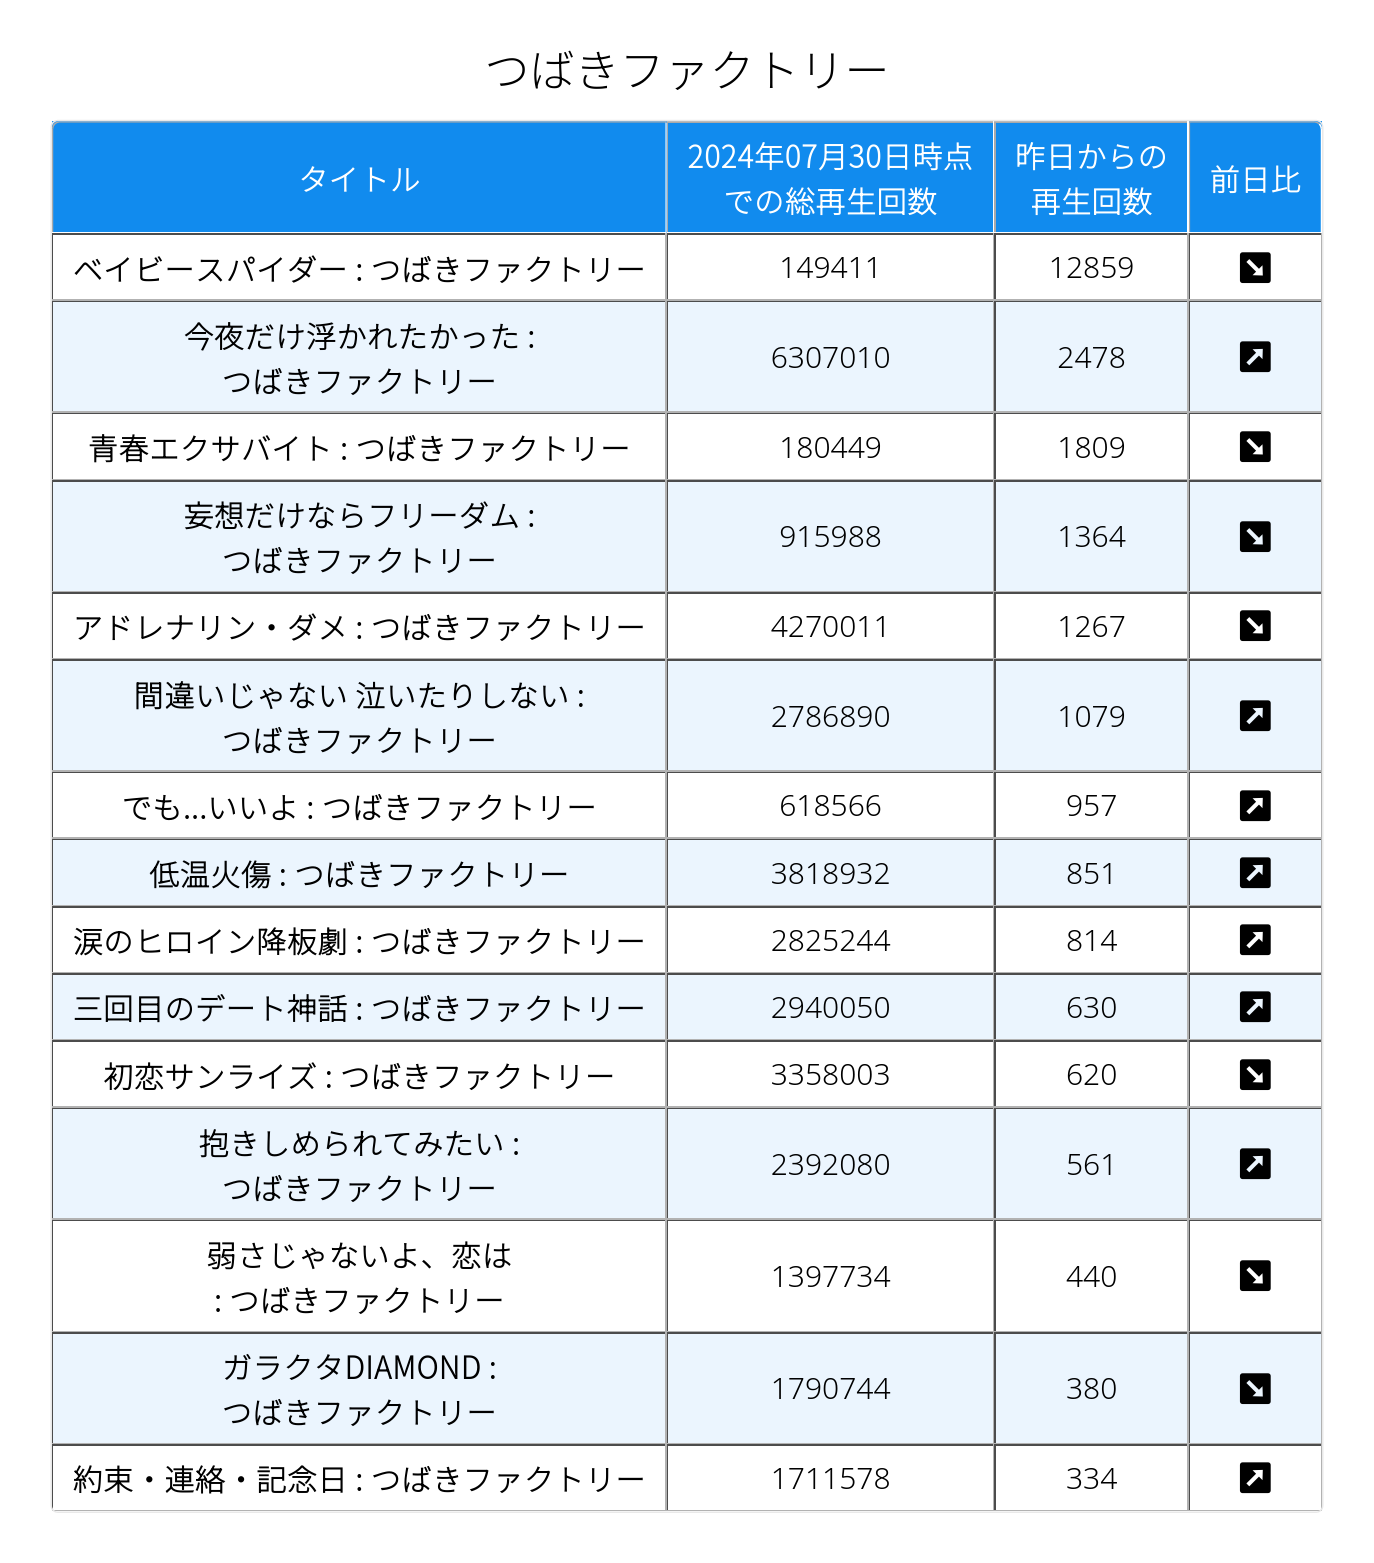 つばきファクトリー
タイトル
2024年07月30日時点
での総再生回数
昨日からの
再生回数
前日比
ベイビースパイダー : つばきファクトリー
149411
12859
今夜だけ浮かれたかった :
つばきファクトリー
6307010
2478
青春エクサバイト : つばきファクトリー
180449
1809
妄想だけならフリーダム :
つばきファクトリー
915988
1364
アドレナリン・ダメ : つばきファクトリー
4270011
1267
間違いじゃない 泣いたりしない :
つばきファクトリー
2786890
1079
でも...いいよ : つばきファクトリー
618566
957
低温火傷 : つばきファクトリー
3818932
851
涙のヒロイン降板劇 : つばきファクトリー
2825244
814
三回目のデート神話 : つばきファクトリー
2940050
630
初恋サンライズ : つばきファクトリー
3358003
620
抱きしめられてみたい :
つばきファクトリー
2392080
561
弱さじゃないよ、恋は
: つばきファクトリー
1397734
440
ガラクタDIAMOND :
つばきファクトリー
1790744
380
約束・連絡・記念日 : つばきファクトリー
1711578
334